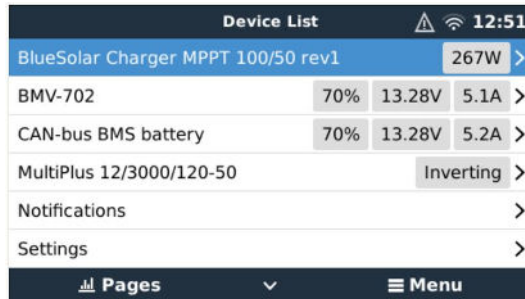 Device List 12:51
BlueSolar Charger MPPT 100/50 rev1 267W
BMV-702 70% 13.28V 5.1A
CAN-bus BMS battery 70% 13.28V 5.2A
MultiPlus 12/3000/120-50 Inverting
Notifications
Settings
Pages Menu